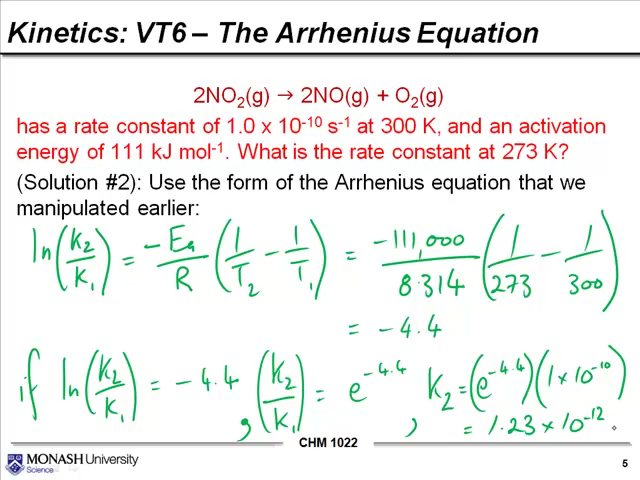 Kinetics: VT6 – The Arrhenius Equation
2NO₂(g) → 2NO(g) + O₂(g)
has a rate constant of 1.0 x 10⁻¹⁰ s⁻¹ at 300 K, and an activation
energy of 111 kJ mol⁻¹. What is the rate constant at 273 K?
(Solution #2): Use the form of the Arrhenius equation that we
manipulated earlier:
ln(k₂/k₁) = -Ea/R (1/T₂ - 1/T₁) = -111,000/8.314 (1/273 - 1/300)
= -4.4
if ln(k₂/k₁) = -4.4, (k₂/k₁) = e^-4.4, k₂ = (e^-4.4)(1 x 10⁻¹⁰)
= 1.23 x 10⁻¹²
CHM 1022
MONASH University
Science
5